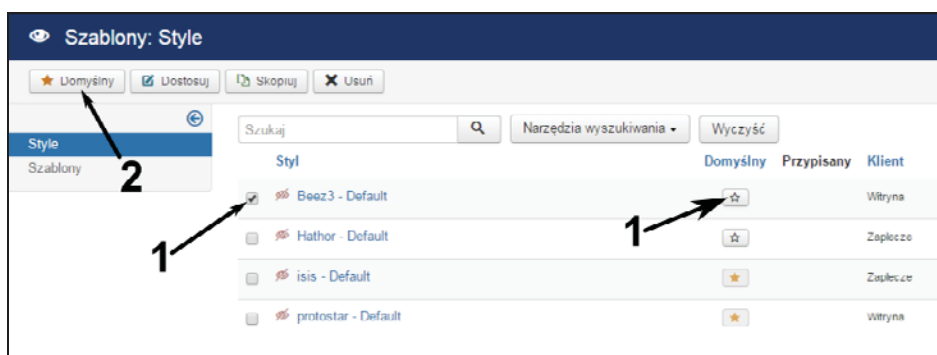 Szablony: Style
Domyślny Dostosuj Skopiuj Usuń
Szukaj Narzędzia wyszukiwania Wyczyść
Style
Szablony
2
Styl Domyślny Przypisany Klient
1 Beez3 - Default 1 Witryna
Hathor - Default Zaplecze
isis - Default Zaplecze
protostar - Default Witryna